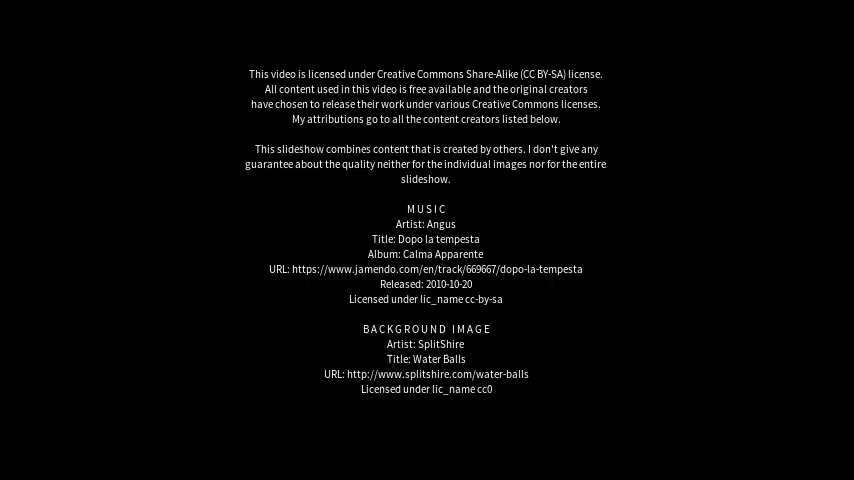 This video is licensed under Creative Commons Share-Alike (CC BY-SA) license.
All content used in this video is free available and the original creators
have chosen to release their work under various Creative Commons licenses.
My attributions go to all the content creators listed below.
This slideshow combines content that is created by others. I don't give any
guarantee about the quality neither for the individual images nor for the entire
slideshow.
MUSIC
Artist: Angus
Title: Dopo la tempesta
Album: Calma Apparente
URL: https://www.jamendo.com/en/track/669667/dopo-la-tempesta
Released: 2010-10-20
Licensed under lic_name cc-by-sa
BACKGROUND IMAGE
Artist: SplitShire
Title: Water Balls
URL: http://www.splitshire.com/water-balls
Licensed under lic_name cc0